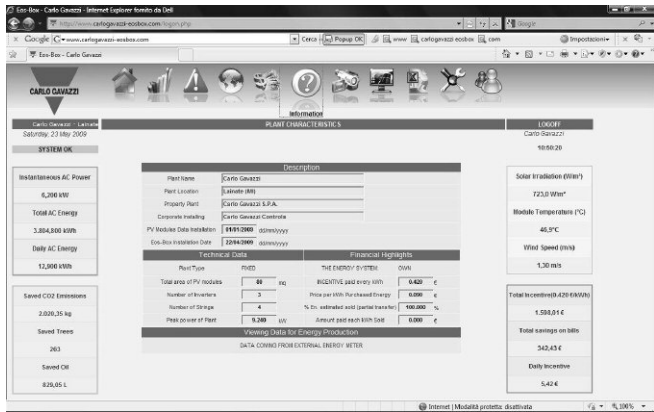 Eos-Box - Carlo Gavazzi - Internet Explorer fornito da Dell
http://www.carlogavazzi-eosbox.com/logon.php
Google
Google
www.carlogavazzi-eosbox.com
Cerca
Popup OK
www
carlogavazzi eosbox
com
Impostazioni
Eos-Box - Carlo Gavazzi
CARLO GAVAZZI
Information
Carlo Gavazzi - Lainate
PLANT CHARACTERISTICS
LOGOFF
Saturday, 23 May 2009
Carlo Gavazzi
SYSTEM OK
10:50:20
Instantaneous AC Power
6,200 kW
Total AC Energy
3.804,800 kWh
Daily AC Energy
12,900 kWh
Saved CO2 Emissions
2.020,35 kg
Saved Trees
203
Saved Oil
829,05 L
Description
Plant Name Carlo Gavazzi
Plant Location Lainate (MI)
Property Plant Carlo Gavazzi S.P.A.
Corporate Installing Carlo Gavazzi Controls
PV Modules Data Installation 01/01/2008 dd/mm/yyyy
Eos-Box Installation Date 22/04/2009 dd/mm/yyyy
Technical Data
Financial Highlights
Plant Type FIXED
THE ENERGY SYSTEM: OWN
Total area of PV modules 80 mq
INCENTIVE paid every kWh 0.420 €
Number of Inverters 3
Price per kWh Purchased Energy 0.090 €
Number of Strings 4
% En. estimated sold (partial transfer) 100.000 %
Peak power of Plant 9.240 kW
Amount paid each kWh Sold 0.000 €
Viewing Data for Energy Production
DATA COMING FROM EXTERNAL ENERGY METER
Solar Irradiation (W/m²)
723,0 W/m²
Module Temperature (°C)
46,9°C
Wind Speed (m/s)
1,30 m/s
Total Incentive(0.420 €/kWh)
1.598,01 €
Total savings on bills
342,43 €
Daily Incentive
5,42 €
Internet | Modalità protetta: disattivata
100%